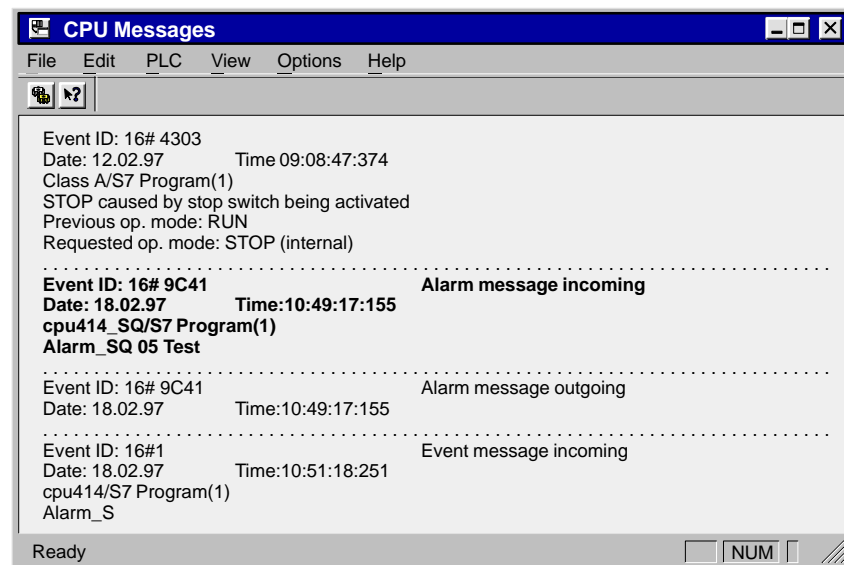 CPU Messages
File Edit PLC View Options Help
Event ID: 16# 4303
Date: 12.02.97 Time 09:08:47:374
Class A/S7 Program(1)
STOP caused by stop switch being activated
Previous op. mode: RUN
Requested op. mode: STOP (internal)
Event ID: 16# 9C41 Alarm message incoming
Date: 18.02.97 Time:10:49:17:155
cpu414_SQ/S7 Program(1)
Alarm_SQ 05 Test
Event ID: 16# 9C41 Alarm message outgoing
Date: 18.02.97 Time:10:49:17:155
Event ID: 16#1 Event message incoming
Date: 18.02.97 Time:10:51:18:251
cpu414/S7 Program(1)
Alarm_S
Ready NUM